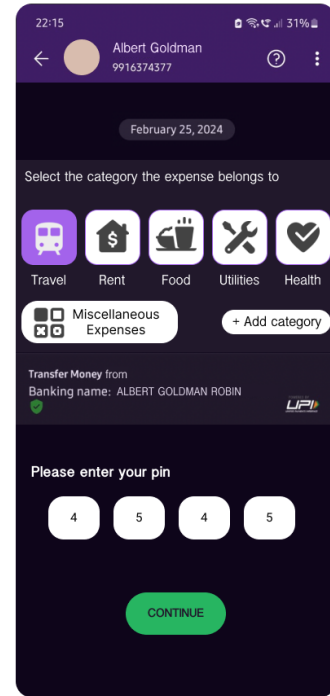 22:15
31%
Albert Goldman
9916374377
February 25, 2024
Select the category the expense belongs to
$
Travel Rent Food Utilities Health
Miscellaneous
Expenses
+ Add category
Transfer Money from
Banking name: ALBERT GOLDMAN ROBIN
UPI
Please enter your pin
4 5 4 5
CONTINUE